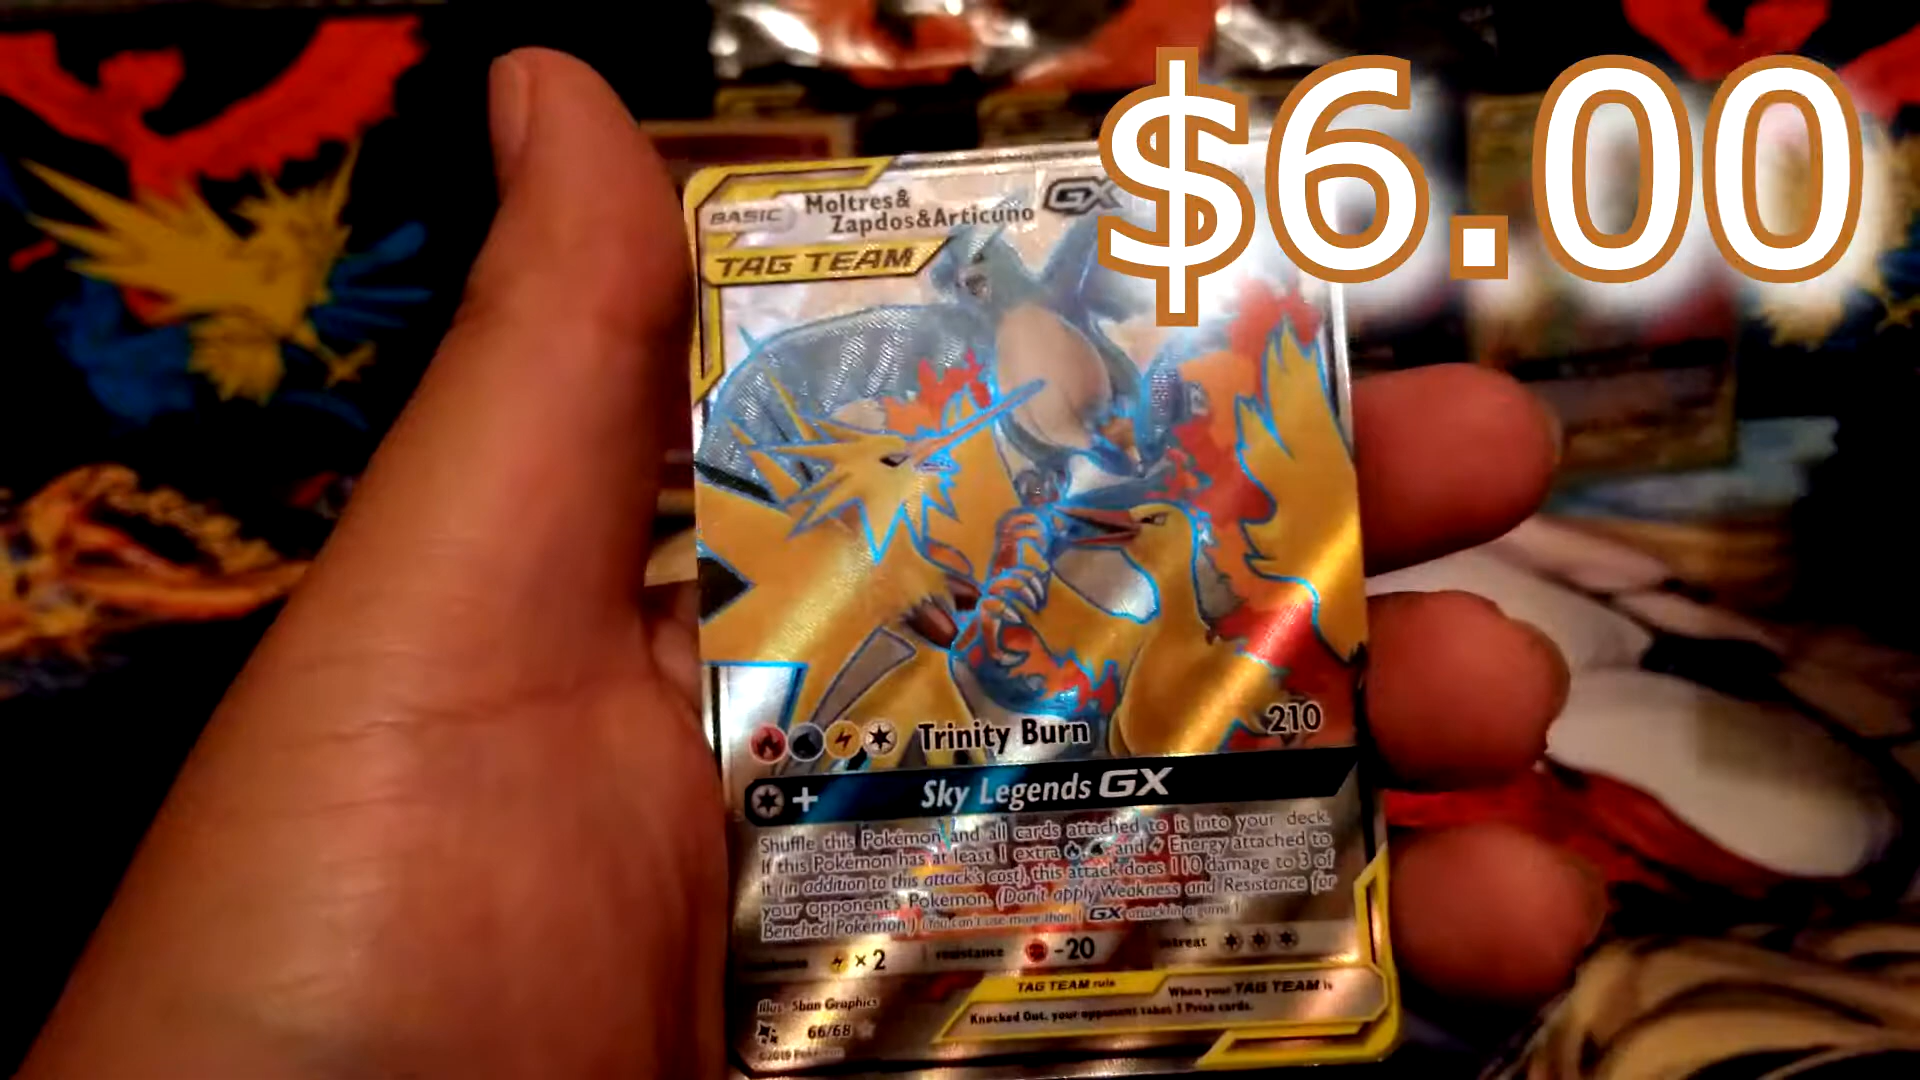 $6.00
BASIC Moltres&
Zapdos&Articuno GX
TAG TEAM
Trinity Burn 210
+ Sky Legends GX
Shuffle this Pokémon and all cards attached to it into your deck.
If this Pokémon has at least 1 extra and Energy attached to
it (in addition to this attack's cost), this attack does 110 damage to 3 of
your opponent's Pokémon. (Don't apply Weakness and Resistance for
Benched Pokémon.) (You can't use more than 1 GX attack in a game.)
weakness ×2 resistance -20 retreat
TAG TEAM rule When your TAG TEAM is
Knocked Out, your opponent takes 3 Prize cards.
Illus. 5ban Graphics
66/68
©2019 Pokémon